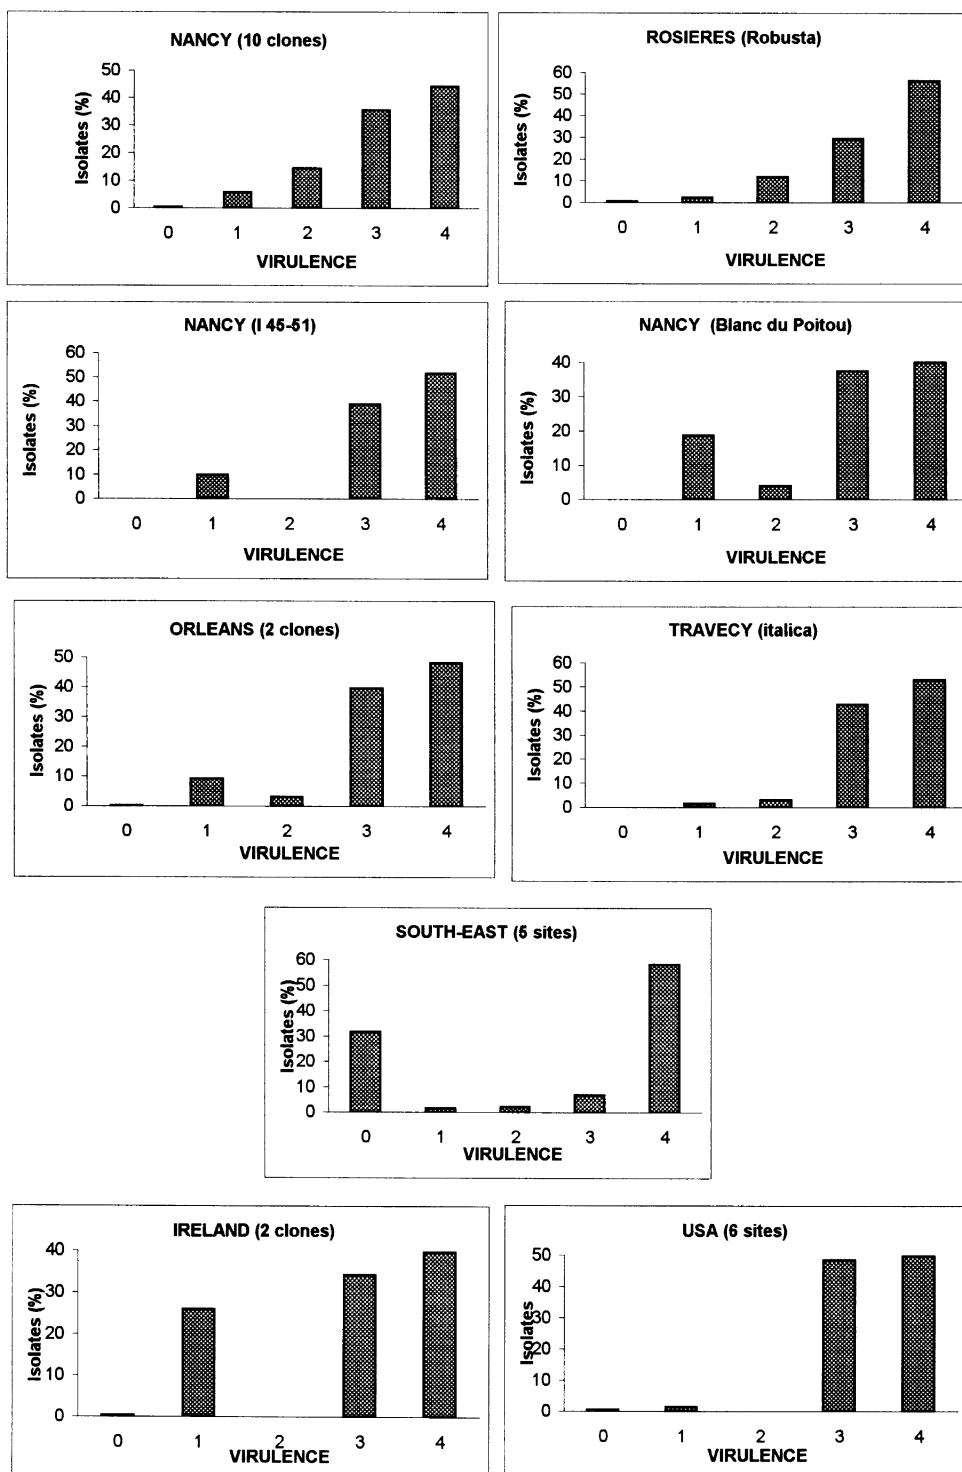 NANCY (10 clones)
50
40
30
20
10
0
Isolates (%)
0 1 2 3 4
VIRULENCE
ROSIERES (Robusta)
60
50
40
30
20
10
0
Isolates (%)
0 1 2 3 4
VIRULENCE
NANCY (I 45-51)
60
50
40
30
20
10
0
Isolates (%)
0 1 2 3 4
VIRULENCE
NANCY (Blanc du Poitou)
40
30
20
10
0
Isolates (%)
0 1 2 3 4
VIRULENCE
ORLEANS (2 clones)
50
40
30
20
10
0
Isolates (%)
0 1 2 3 4
VIRULENCE
TRAVECY (italica)
60
50
40
30
20
10
0
Isolates (%)
0 1 2 3 4
VIRULENCE
SOUTH-EAST (5 sites)
60
50
40
30
20
10
0
Isolates (%)
0 1 2 3 4
VIRULENCE
IRELAND (2 clones)
40
30
20
10
0
Isolates (%)
0 1 2 3 4
VIRULENCE
USA (6 sites)
50
40
30
20
10
0
Isolates
0 1 2 3 4
VIRULENCE